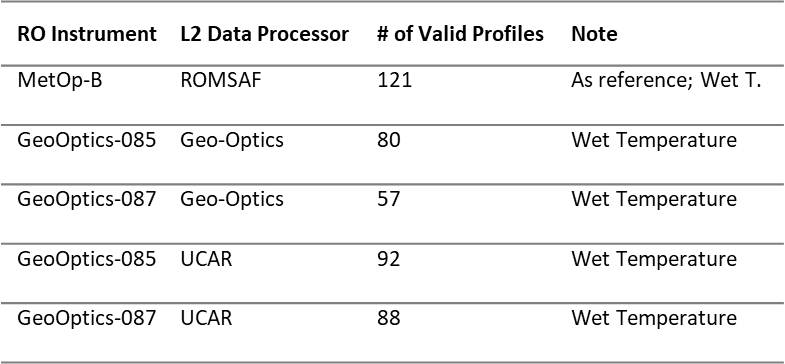 RO Instrument L2 Data Processor # of Valid Profiles Note
MetOp-B ROMSAF 121 As reference; Wet T.
GeoOptics-085 Geo-Optics 80 Wet Temperature
GeoOptics-087 Geo-Optics 57 Wet Temperature
GeoOptics-085 UCAR 92 Wet Temperature
GeoOptics-087 UCAR 88 Wet Temperature